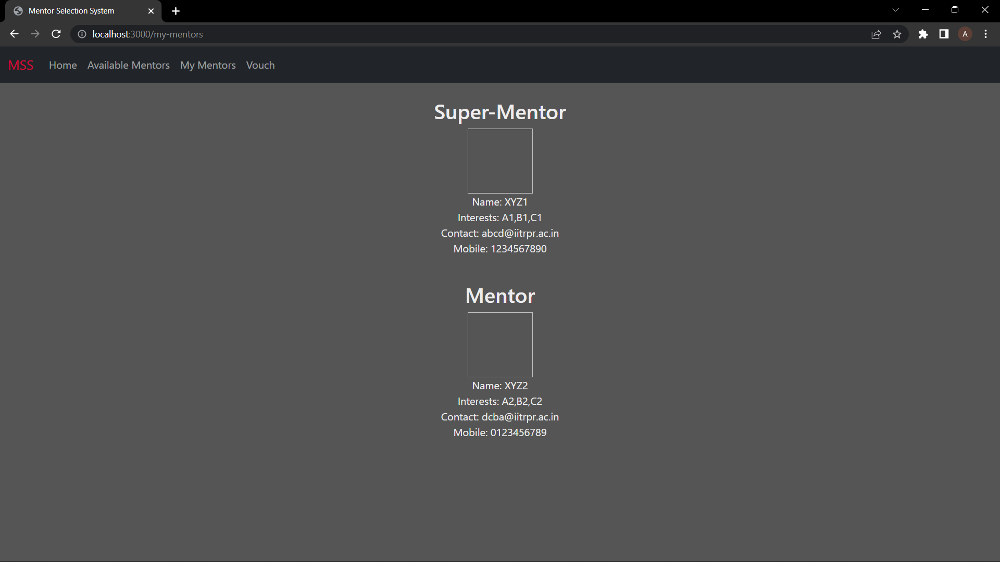 Mentor Selection System
localhost:3000/my-mentors
A
MSS Home Available Mentors My Mentors Vouch
Super-Mentor
Name: XYZ1
Interests: A1,B1,C1
Contact: abcd@iitrpr.ac.in
Mobile: 1234567890
Mentor
Name: XYZ2
Interests: A2,B2,C2
Contact: dcba@iitrpr.ac.in
Mobile: 0123456789